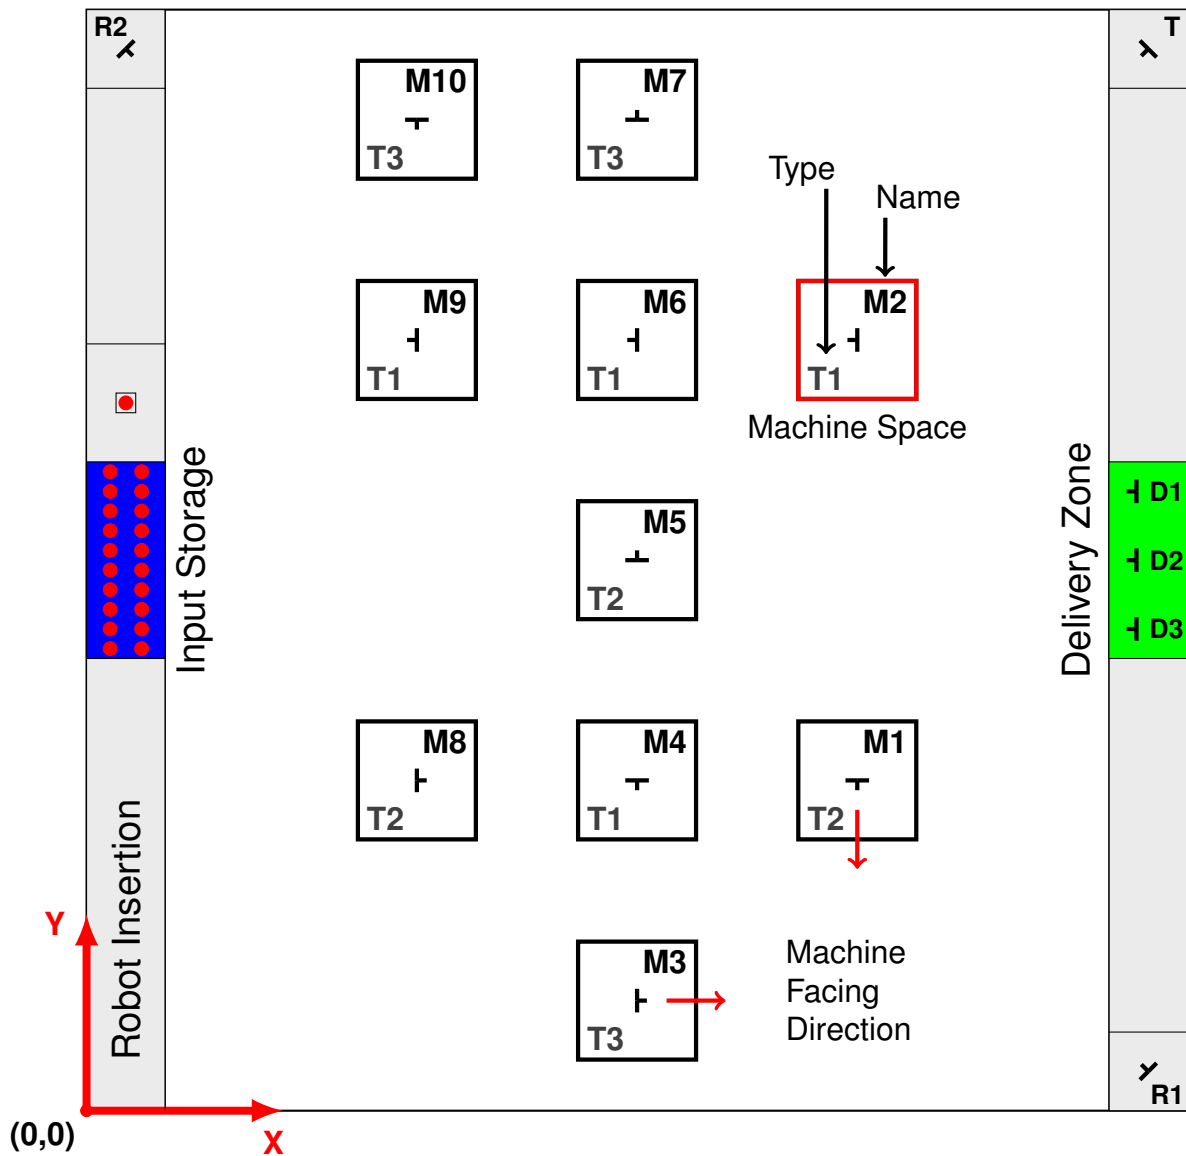 R2
T
M10
M7
T3
T3
Type
Name
M9
M6
M2
T1
T1
T1
Machine Space
Input Storage
Delivery Zone
D1
D2
D3
M5
T2
M8
M4
M1
T2
T1
T2
Robot Insertion
Y
M3
T3
Machine
Facing
Direction
R1
(0,0)
X